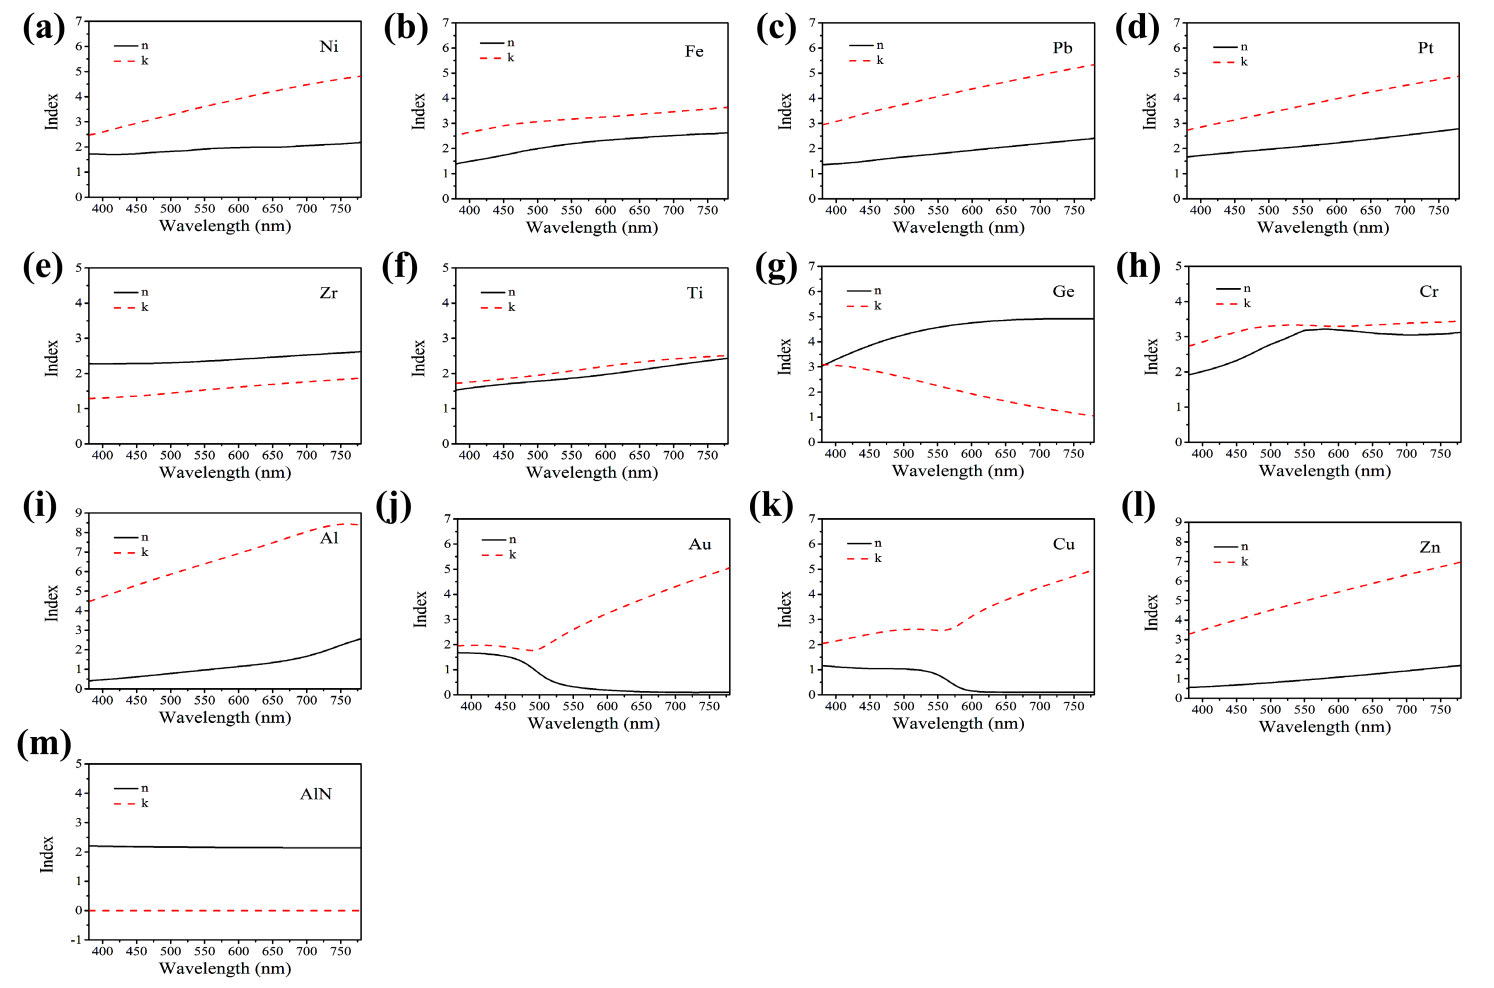 (a)
7
6
5
4
3
2
1
0
Index
n
k
Ni
400 450 500 550 600 650 700 750
Wavelength (nm)
(b)
7
6
5
4
3
2
1
0
Index
n
k
Fe
400 450 500 550 600 650 700 750
Wavelength (nm)
(c)
7
6
5
4
3
2
1
0
Index
n
k
Pb
400 450 500 550 600 650 700 750
Wavelength (nm)
(d)
7
6
5
4
3
2
1
0
Index
n
k
Pt
400 450 500 550 600 650 700 750
Wavelength (nm)
(e)
5
4
3
2
1
0
Index
n
k
Zr
400 450 500 550 600 650 700 750
Wavelength (nm)
(f)
5
4
3
2
1
0
Index
n
k
Ti
400 450 500 550 600 650 700 750
Wavelength (nm)
(g)
7
6
5
4
3
2
1
0
Index
n
k
Ge
400 450 500 550 600 650 700 750
Wavelength (nm)
(h)
5
4
3
2
1
0
Index
n
k
Cr
400 450 500 550 600 650 700 750
Wavelength (nm)
(i)
9
8
7
6
5
4
3
2
1
0
Index
n
k
Al
400 450 500 550 600 650 700 750
Wavelength (nm)
(j)
7
6
5
4
3
2
1
0
Index
n
k
Au
400 450 500 550 600 650 700 750
Wavelength (nm)
(k)
7
6
5
4
3
2
1
0
Index
n
k
Cu
400 450 500 550 600 650 700 750
Wavelength (nm)
(l)
9
8
7
6
5
4
3
2
1
0
Index
n
k
Zn
400 450 500 550 600 650 700 750
Wavelength (nm)
(m)
5
4
3
2
1
0
-1
Index
n
k
AlN
400 450 500 550 600 650 700 750
Wavelength (nm)